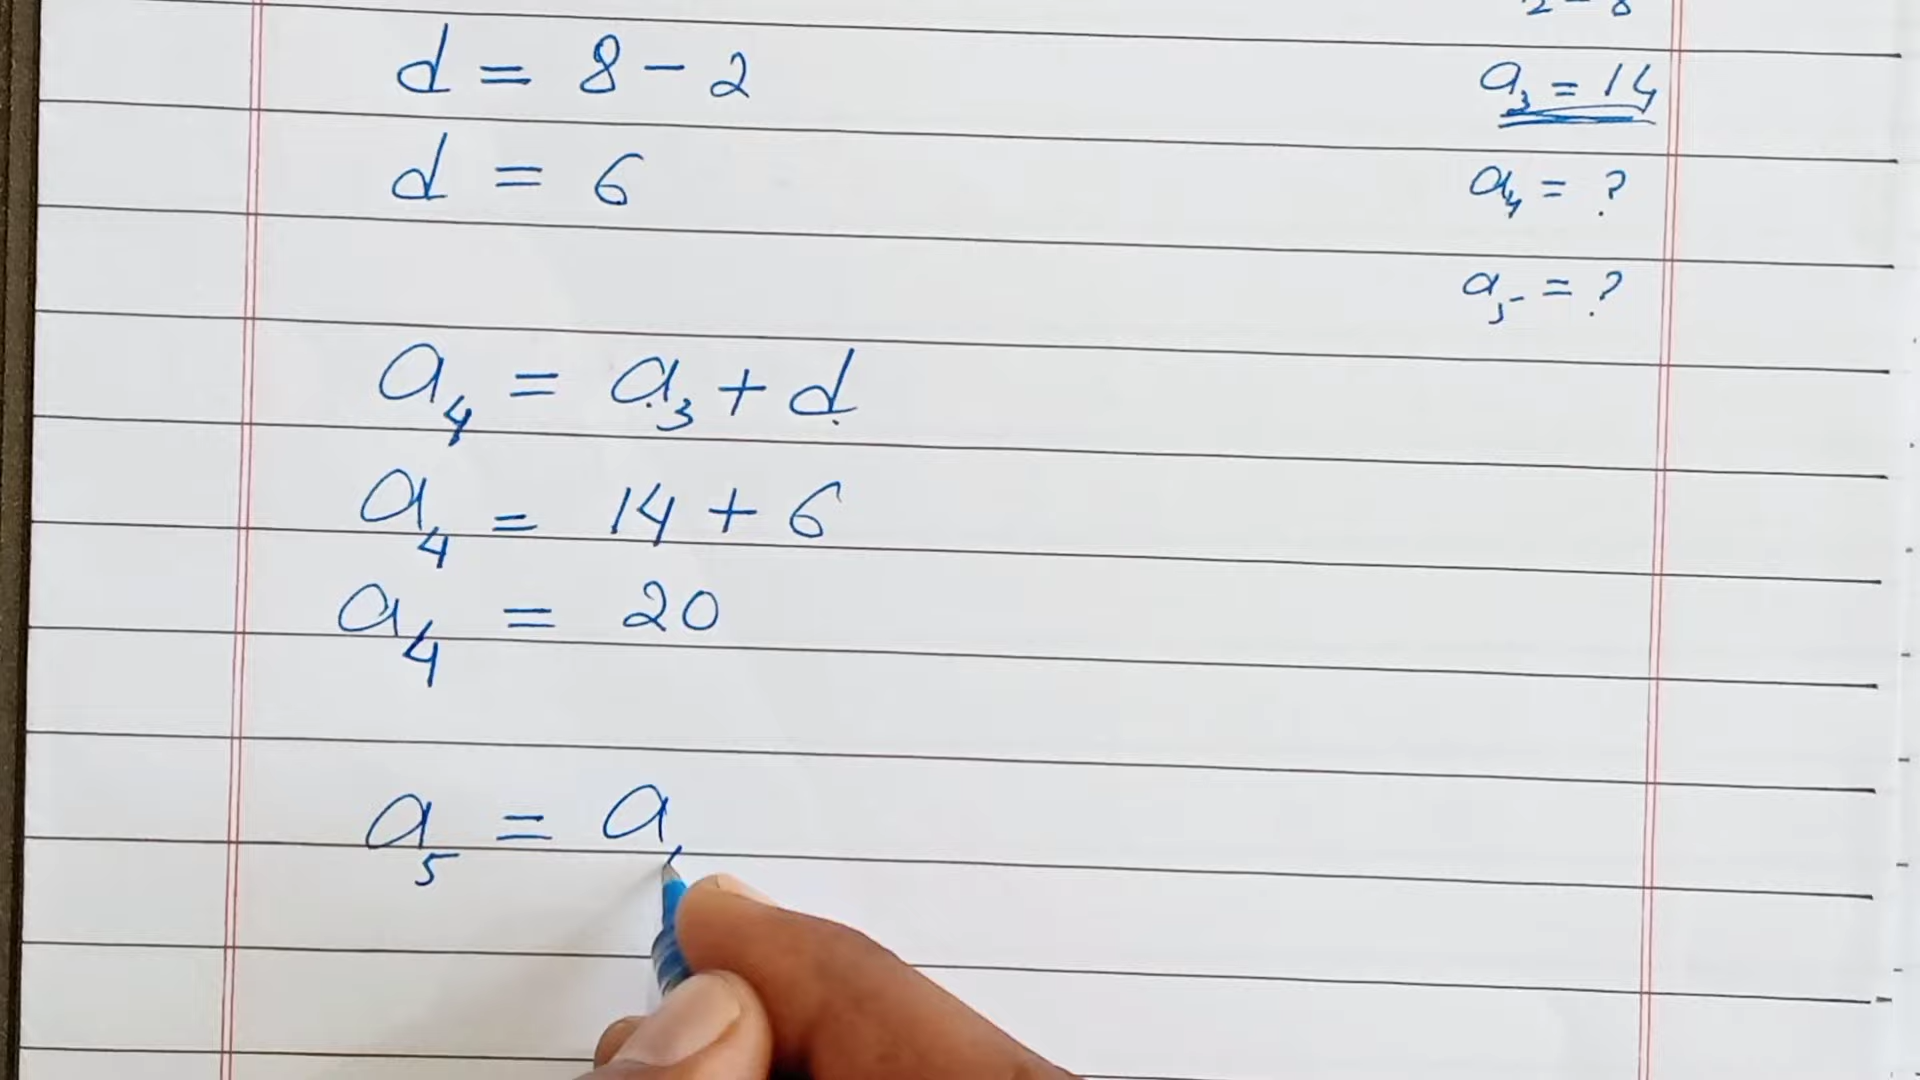 d = 8 - 2
d = 6
a₃ = 14
a₄ = ?
a₅ = ?
a₄ = a₃ + d
a₄ = 14 + 6
a₄ = 20
a₅ = a